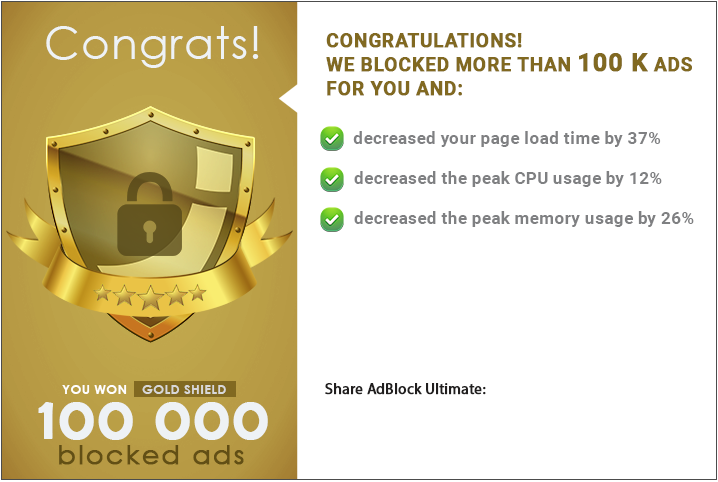 Congrats!
YOU WON GOLD SHIELD
100 000
blocked ads
CONGRATULATIONS!
WE BLOCKED MORE THAN 100 K ADS
FOR YOU AND:
decreased your page load time by 37%
decreased the peak CPU usage by 12%
decreased the peak memory usage by 26%
Share AdBlock Ultimate: